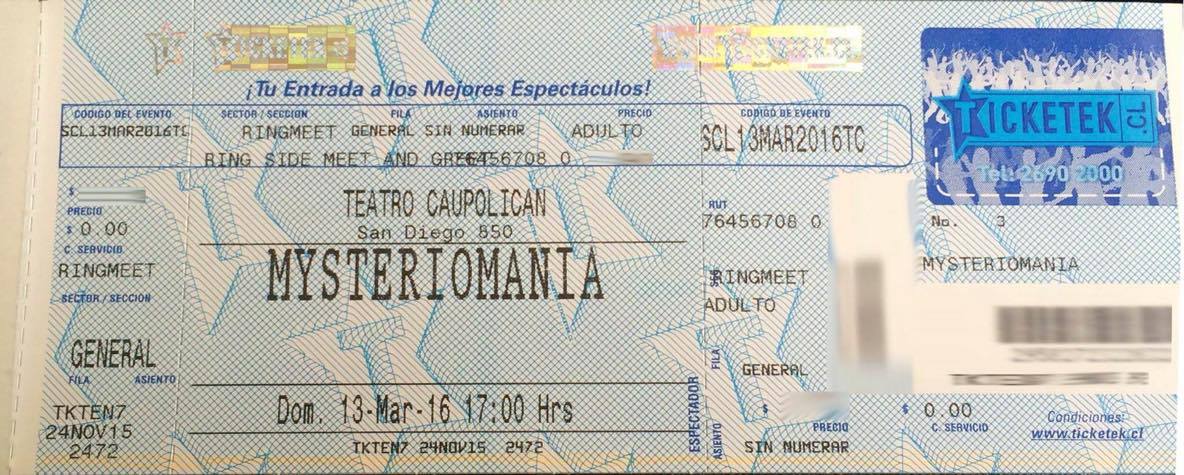 ¡Tu Entrada a los Mejores Espectáculos!
CODIGO DEL EVENTO SECTOR / SECCION FILA ASIENTO PRECIO CODIGO DE EVENTO
SCL13MAR2016TC RINGMEET GENERAL SIN NUMERAR ADULTO SCL13MAR2016TC
RING SIDE MEET AND 76456708 0
TICKETEK.CL
Tel: 2690 2000
$
PRECIO
$ 0.00
C. SERVICIO
RINGMEET
SECTOR / SECCION
GENERAL
FILA ASIENTO
TKTEN7
24NOV15
2472
TEATRO CAUPOLICAN
San Diego 850
MYSTERIOMANIA
Dom. 13-Mar-16 17:00 Hrs
TKTEN7 24NOV15 2472
RUT
76456708 0
RINGMEET
ADULTO
ESPECTADOR
FILA
GENERAL
ASIENTO
$
PRECIO
SIN NUMERAR
No. 3
MYSTERIOMANIA
$ 0.00
C. SERVICIO
Condiciones:
www.ticketek.cl